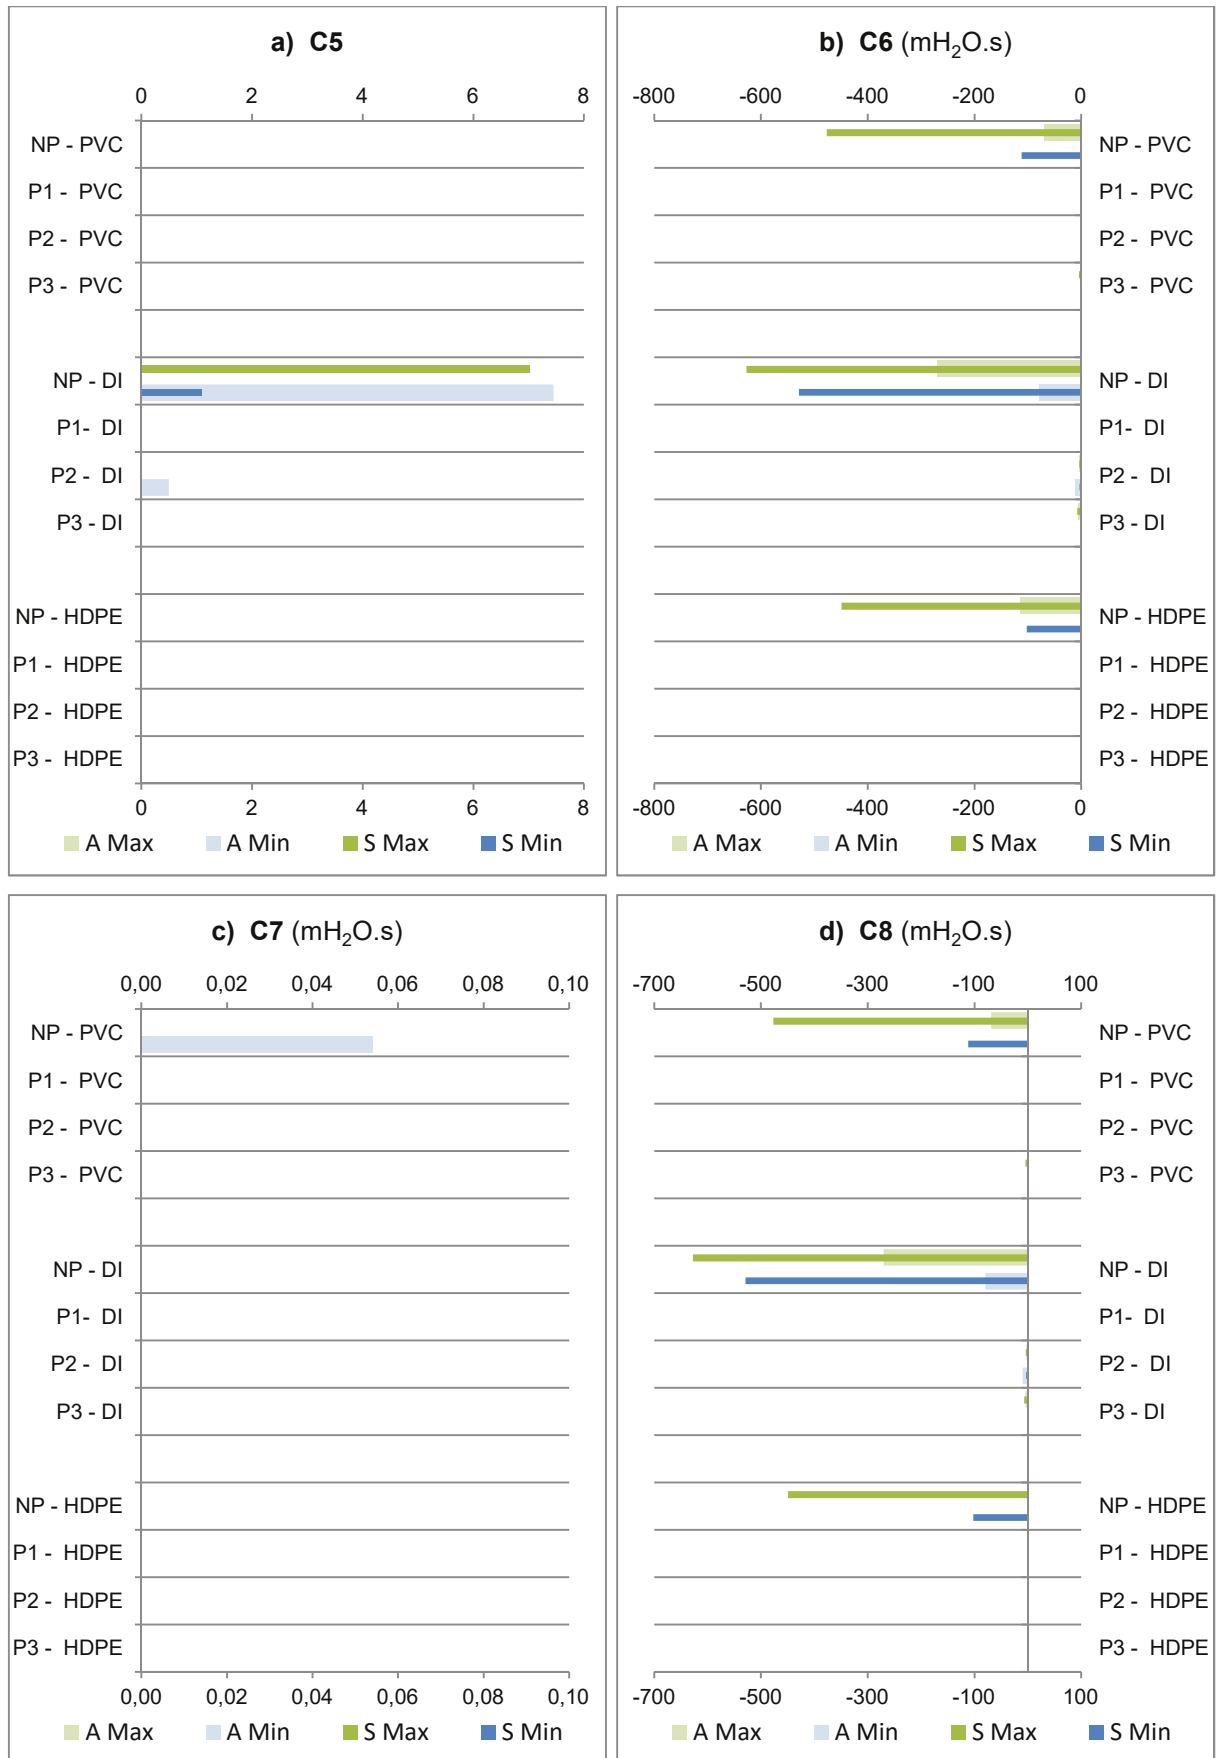 a) C5
0 2 4 6 8
NP - PVC
P1 - PVC
P2 - PVC
P3 - PVC
NP - DI
P1- DI
P2 - DI
P3 - DI
NP - HDPE
P1 - HDPE
P2 - HDPE
P3 - HDPE
0 2 4 6 8
A Max A Min S Max S Min
b) C6 (mH₂O.s)
-800 -600 -400 -200 0
NP - PVC
P1 - PVC
P2 - PVC
P3 - PVC
NP - DI
P1- DI
P2 - DI
P3 - DI
NP - HDPE
P1 - HDPE
P2 - HDPE
P3 - HDPE
-800 -600 -400 -200 0
A Max A Min S Max S Min
c) C7 (mH₂O.s)
0,00 0,02 0,04 0,06 0,08 0,10
NP - PVC
P1 - PVC
P2 - PVC
P3 - PVC
NP - DI
P1- DI
P2 - DI
P3 - DI
NP - HDPE
P1 - HDPE
P2 - HDPE
P3 - HDPE
0,00 0,02 0,04 0,06 0,08 0,10
A Max A Min S Max S Min
d) C8 (mH₂O.s)
-700 -500 -300 -100 100
NP - PVC
P1 - PVC
P2 - PVC
P3 - PVC
NP - DI
P1- DI
P2 - DI
P3 - DI
NP - HDPE
P1 - HDPE
P2 - HDPE
P3 - HDPE
-700 -500 -300 -100 100
A Max A Min S Max S Min